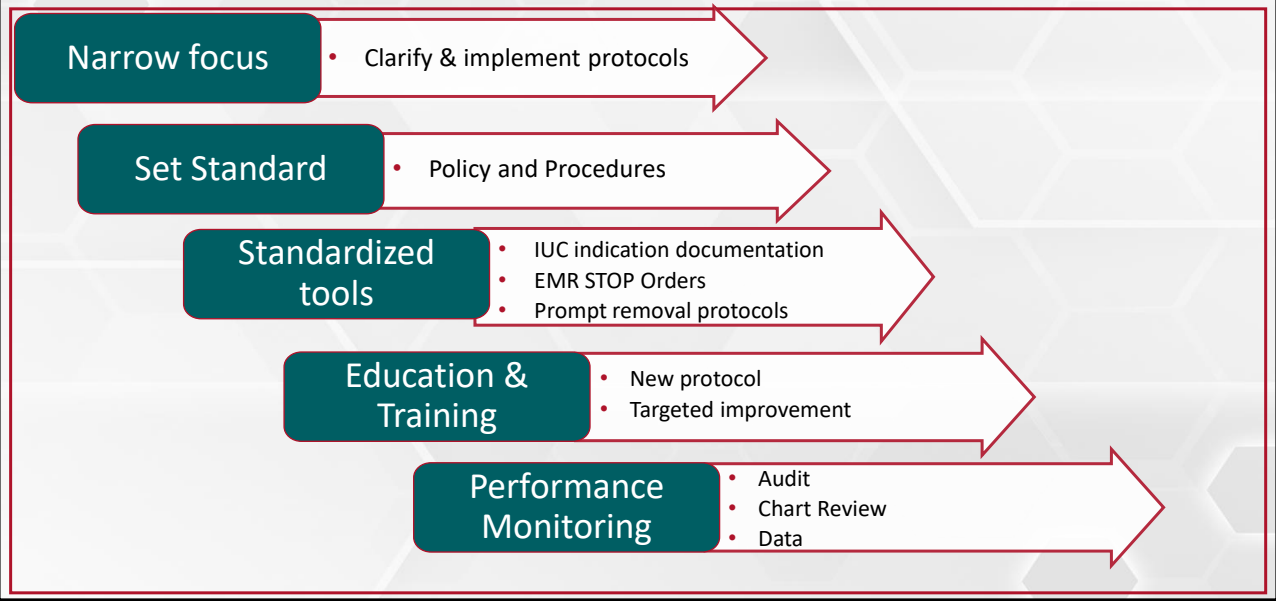 Narrow focus
• Clarify & implement protocols
Set Standard
• Policy and Procedures
Standardized
tools
• IUC indication documentation
• EMR STOP Orders
• Prompt removal protocols
Education &
Training
• New protocol
• Targeted improvement
Performance
Monitoring
• Audit
• Chart Review
• Data